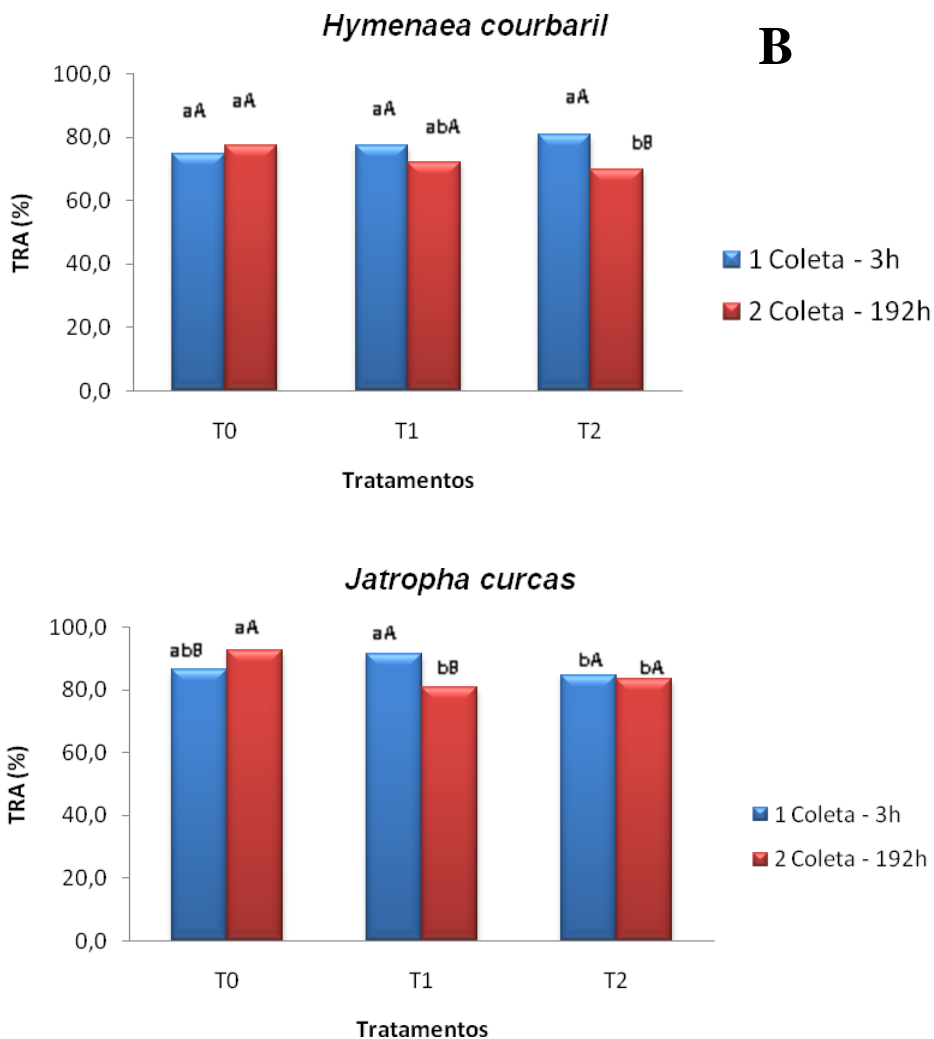 Hymenaea courbaril
B
100,0
80,0
60,0
40,0
20,0
0,0
TRA (%)
aA
aA
aA
abA
aA
bB
T0
T1
T2
Tratamentos
1 Coleta - 3h
2 Coleta - 192h
Jatropha curcas
100,0
80,0
60,0
40,0
20,0
0,0
TRA (%)
abB
aA
aA
bB
bA
bA
T0
T1
T2
Tratamentos
1 Coleta - 3h
2 Coleta - 192h